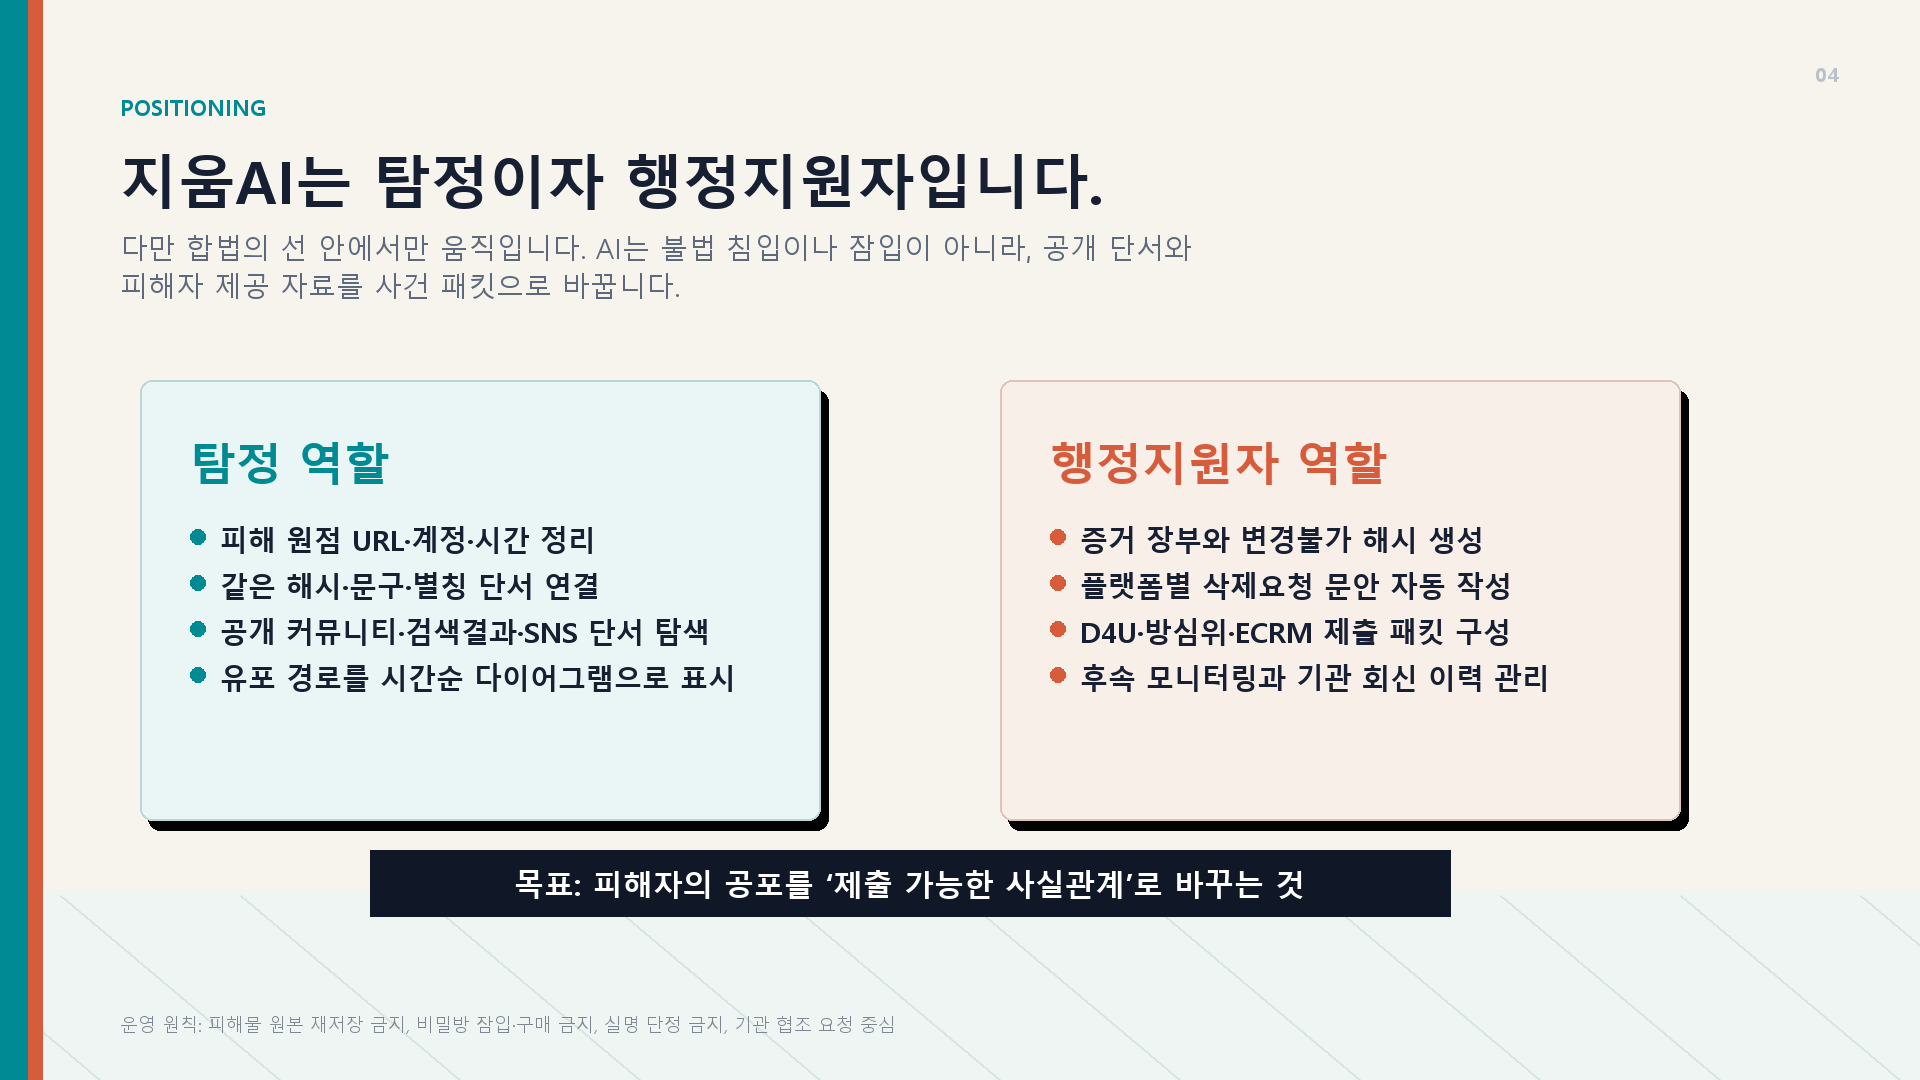 04
POSITIONING
지움AI는 탐정이자 행정지원자입니다.
다만 합법의 선 안에서만 움직입니다. AI는 불법 침입이나 잠입이 아니라, 공개 단서와
피해자 제공 자료를 사건 패킷으로 바꿉니다.
탐정 역할
피해 원점 URL·계정·시간 정리
같은 해시·문구·별칭 단서 연결
공개 커뮤니티·검색결과·SNS 단서 탐색
유포 경로를 시간순 다이어그램으로 표시
행정지원자 역할
증거 장부와 변경불가 해시 생성
플랫폼별 삭제요청 문안 자동 작성
D4U·방심위·ECRM 제출 패킷 구성
후속 모니터링과 기관 회신 이력 관리
목표: 피해자의 공포를 ‘제출 가능한 사실관계’로 바꾸는 것
운영 원칙: 피해물 원본 재저장 금지, 비밀방 잠입·구매 금지, 실명 단정 금지, 기관 협조 요청 중심